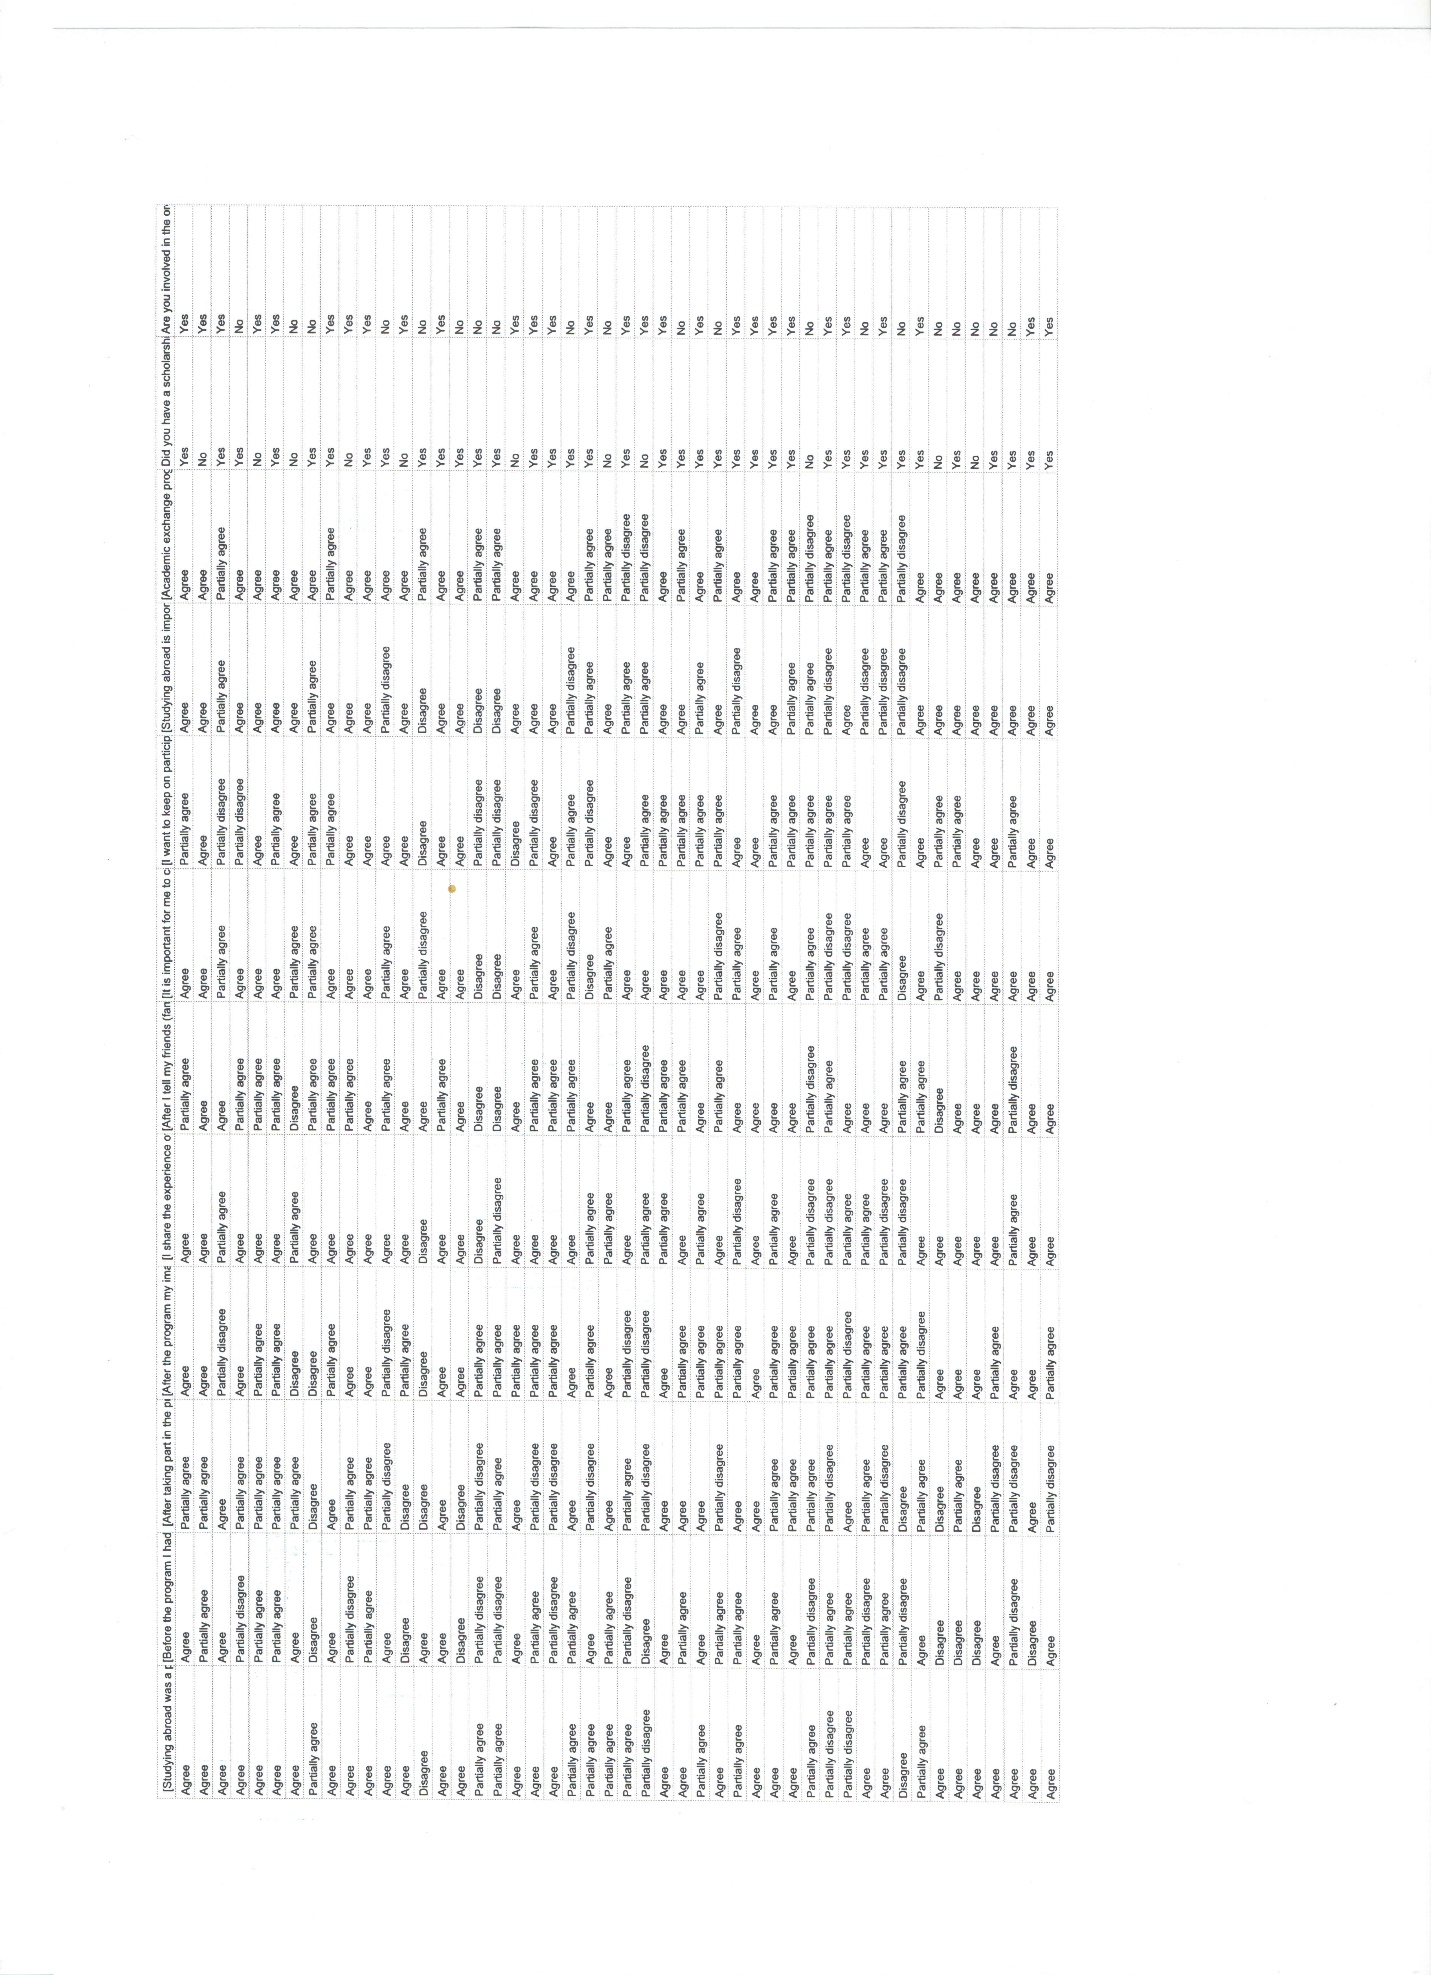 [Studying abroad was a p [Before the program I had [After taking part in the pr [After the program my ima [I share the experience o [After I tell my friends (fam [It is important for me to c [I want to keep on particip [Studying abroad is impor [Academic exchange prog Did you have a scholarshi Are you involved in the or
Agree Agree Partially agree Agree Agree Partially agree Agree Partially agree Agree Agree Yes Yes
Agree Partially agree Partially agree Agree Agree Agree Agree Agree Agree Agree No Yes
Agree Agree Agree Partially disagree Partially agree Agree Partially agree Partially disagree Partially agree Partially agree Yes Yes
Agree Partially disagree Partially agree Agree Agree Partially agree Agree Partially disagree Agree Agree Yes No
Agree Partially agree Partially agree Partially agree Agree Partially agree Agree Agree Agree Agree No Yes
Agree Partially agree Partially agree Partially agree Agree Partially agree Agree Partially agree Agree Agree Yes Yes
Agree Agree Partially agree Disagree Partially agree Disagree Partially agree Agree Agree Agree No No
Partially agree Disagree Disagree Disagree Agree Partially agree Partially agree Partially agree Partially agree Agree Yes No
Agree Agree Agree Partially agree Agree Partially agree Agree Partially agree Agree Partially agree Yes Yes
Agree Partially disagree Partially agree Agree Agree Partially agree Agree Agree Agree Agree No Yes
Agree Partially agree Partially agree Agree Agree Agree Agree Agree Agree Agree Yes Yes
Agree Agree Partially disagree Partially disagree Agree Partially agree Partially agree Agree Partially disagree Agree Yes No
Agree Disagree Disagree Partially agree Agree Agree Agree Agree Agree Agree No Yes
Disagree Agree Disagree Disagree Disagree Agree Partially disagree Disagree Disagree Partially agree Yes No
Agree Agree Agree Agree Agree Partially agree Agree Agree Agree Agree Yes Yes
Agree Disagree Disagree Agree Agree Agree Agree Agree Agree Agree Yes No
Partially agree Partially disagree Partially disagree Partially agree Disagree Disagree Disagree Partially disagree Disagree Partially agree Yes No
Partially agree Partially agree Partially agree Partially agree Partially disagree Disagree Disagree Partially disagree Disagree Partially agree Yes No
Agree Agree Agree Partially agree Agree Agree Agree Disagree Agree Agree No Yes
Agree Partially agree Partially disagree Partially agree Agree Partially agree Partially agree Partially disagree Agree Agree Yes Yes
Agree Partially disagree Partially disagree Partially agree Agree Partially agree Agree Agree Agree Agree Yes Yes
Partially agree Partially agree Agree Agree Agree Partially agree Partially disagree Partially agree Partially disagree Agree Yes No
Partially agree Agree Partially disagree Partially agree Partially agree Agree Disagree Partially disagree Partially agree Partially agree Yes Yes
Partially agree Partially agree Agree Agree Partially agree Agree Partially agree Agree Agree Partially agree No No
Partially agree Partially disagree Partially agree Partially disagree Agree Partially agree Agree Agree Partially agree Partially disagree Yes Yes
Partially disagree Disagree Partially disagree Partially disagree Partially agree Partially disagree Agree Partially agree Partially agree Partially disagree No Yes
Agree Agree Agree Agree Partially agree Partially agree Agree Partially agree Agree Agree Yes Yes
Agree Partially agree Agree Partially agree Agree Partially agree Agree Partially agree Agree Partially agree Yes No
Partially agree Agree Agree Partially agree Partially agree Agree Agree Partially agree Partially agree Agree Yes Yes
Agree Partially agree Partially disagree Partially agree Agree Partially agree Partially disagree Partially agree Agree Partially agree Yes No
Partially agree Partially agree Agree Partially agree Partially disagree Agree Partially agree Agree Partially disagree Agree Yes Yes
Agree Agree Agree Agree Agree Agree Agree Agree Agree Agree Yes Yes
Agree Partially agree Partially agree Partially agree Partially agree Agree Partially agree Partially agree Agree Partially agree Yes Yes
Agree Agree Partially agree Partially agree Agree Agree Agree Partially agree Partially agree Partially agree Yes Yes
Partially agree Partially disagree Partially agree Partially agree Partially disagree Partially disagree Partially agree Partially agree Partially agree Partially disagree No No
Partially disagree Partially agree Partially disagree Partially agree Partially disagree Partially agree Partially disagree Partially agree Partially disagree Partially agree Yes Yes
Partially disagree Partially agree Agree Partially disagree Partially agree Agree Partially disagree Partially agree Agree Partially disagree Yes Yes
Agree Partially disagree Partially agree Partially agree Partially agree Agree Partially agree Agree Partially disagree Partially agree Yes No
Agree Partially agree Partially disagree Partially agree Partially disagree Agree Partially agree Agree Partially disagree Partially agree Yes Yes
Disagree Partially disagree Disagree Partially agree Partially disagree Partially agree Disagree Partially disagree Partially disagree Partially disagree Yes No
Partially agree Agree Partially agree Partially disagree Agree Partially agree Agree Agree Agree Agree Yes Yes
Agree Disagree Disagree Agree Agree Disagree Partially disagree Partially agree Agree Agree No No
Agree Disagree Partially agree Agree Agree Agree Agree Partially agree Agree Agree Yes No
Agree Disagree Disagree Agree Agree Agree Agree Agree Agree Agree No No
Agree Agree Partially disagree Partially agree Agree Agree Agree Agree Agree Agree Yes No
Agree Partially disagree Partially disagree Agree Partially agree Partially disagree Agree Partially agree Agree Agree Yes No
Agree Disagree Agree Agree Agree Agree Agree Agree Agree Agree Yes Yes
Agree Agree Partially disagree Partially agree Agree Agree Agree Agree Agree Agree Yes Yes